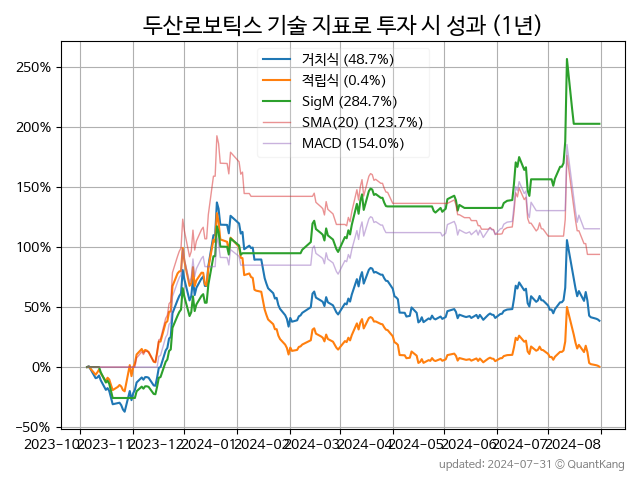 두산로보틱스 기술 지표로 투자 시 성과 (1년)
거치식 (48.7%)
적립식 (0.4%)
SigM (284.7%)
SMA(20) (123.7%)
MACD (154.0%)
250%
200%
150%
100%
50%
0%
−50%
2023-10 2023-11 2023-12 2024-01 2024-02 2024-03 2024-04 2024-05 2024-06 2024-07 2024-08
updated: 2024-07-31 © QuantKang